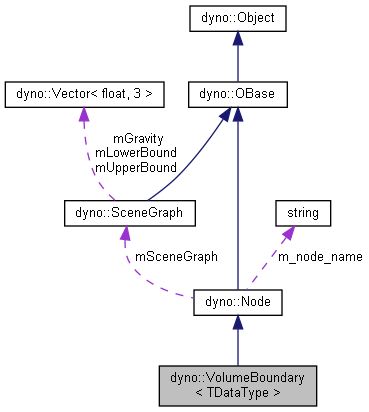 dyno::Object
dyno::Vector< float, 3 >
dyno::OBase
mGravity
mLowerBound
mUpperBound
dyno::SceneGraph
string
mSceneGraph
m_node_name
dyno::Node
dyno::VolumeBoundary
< TDataType >